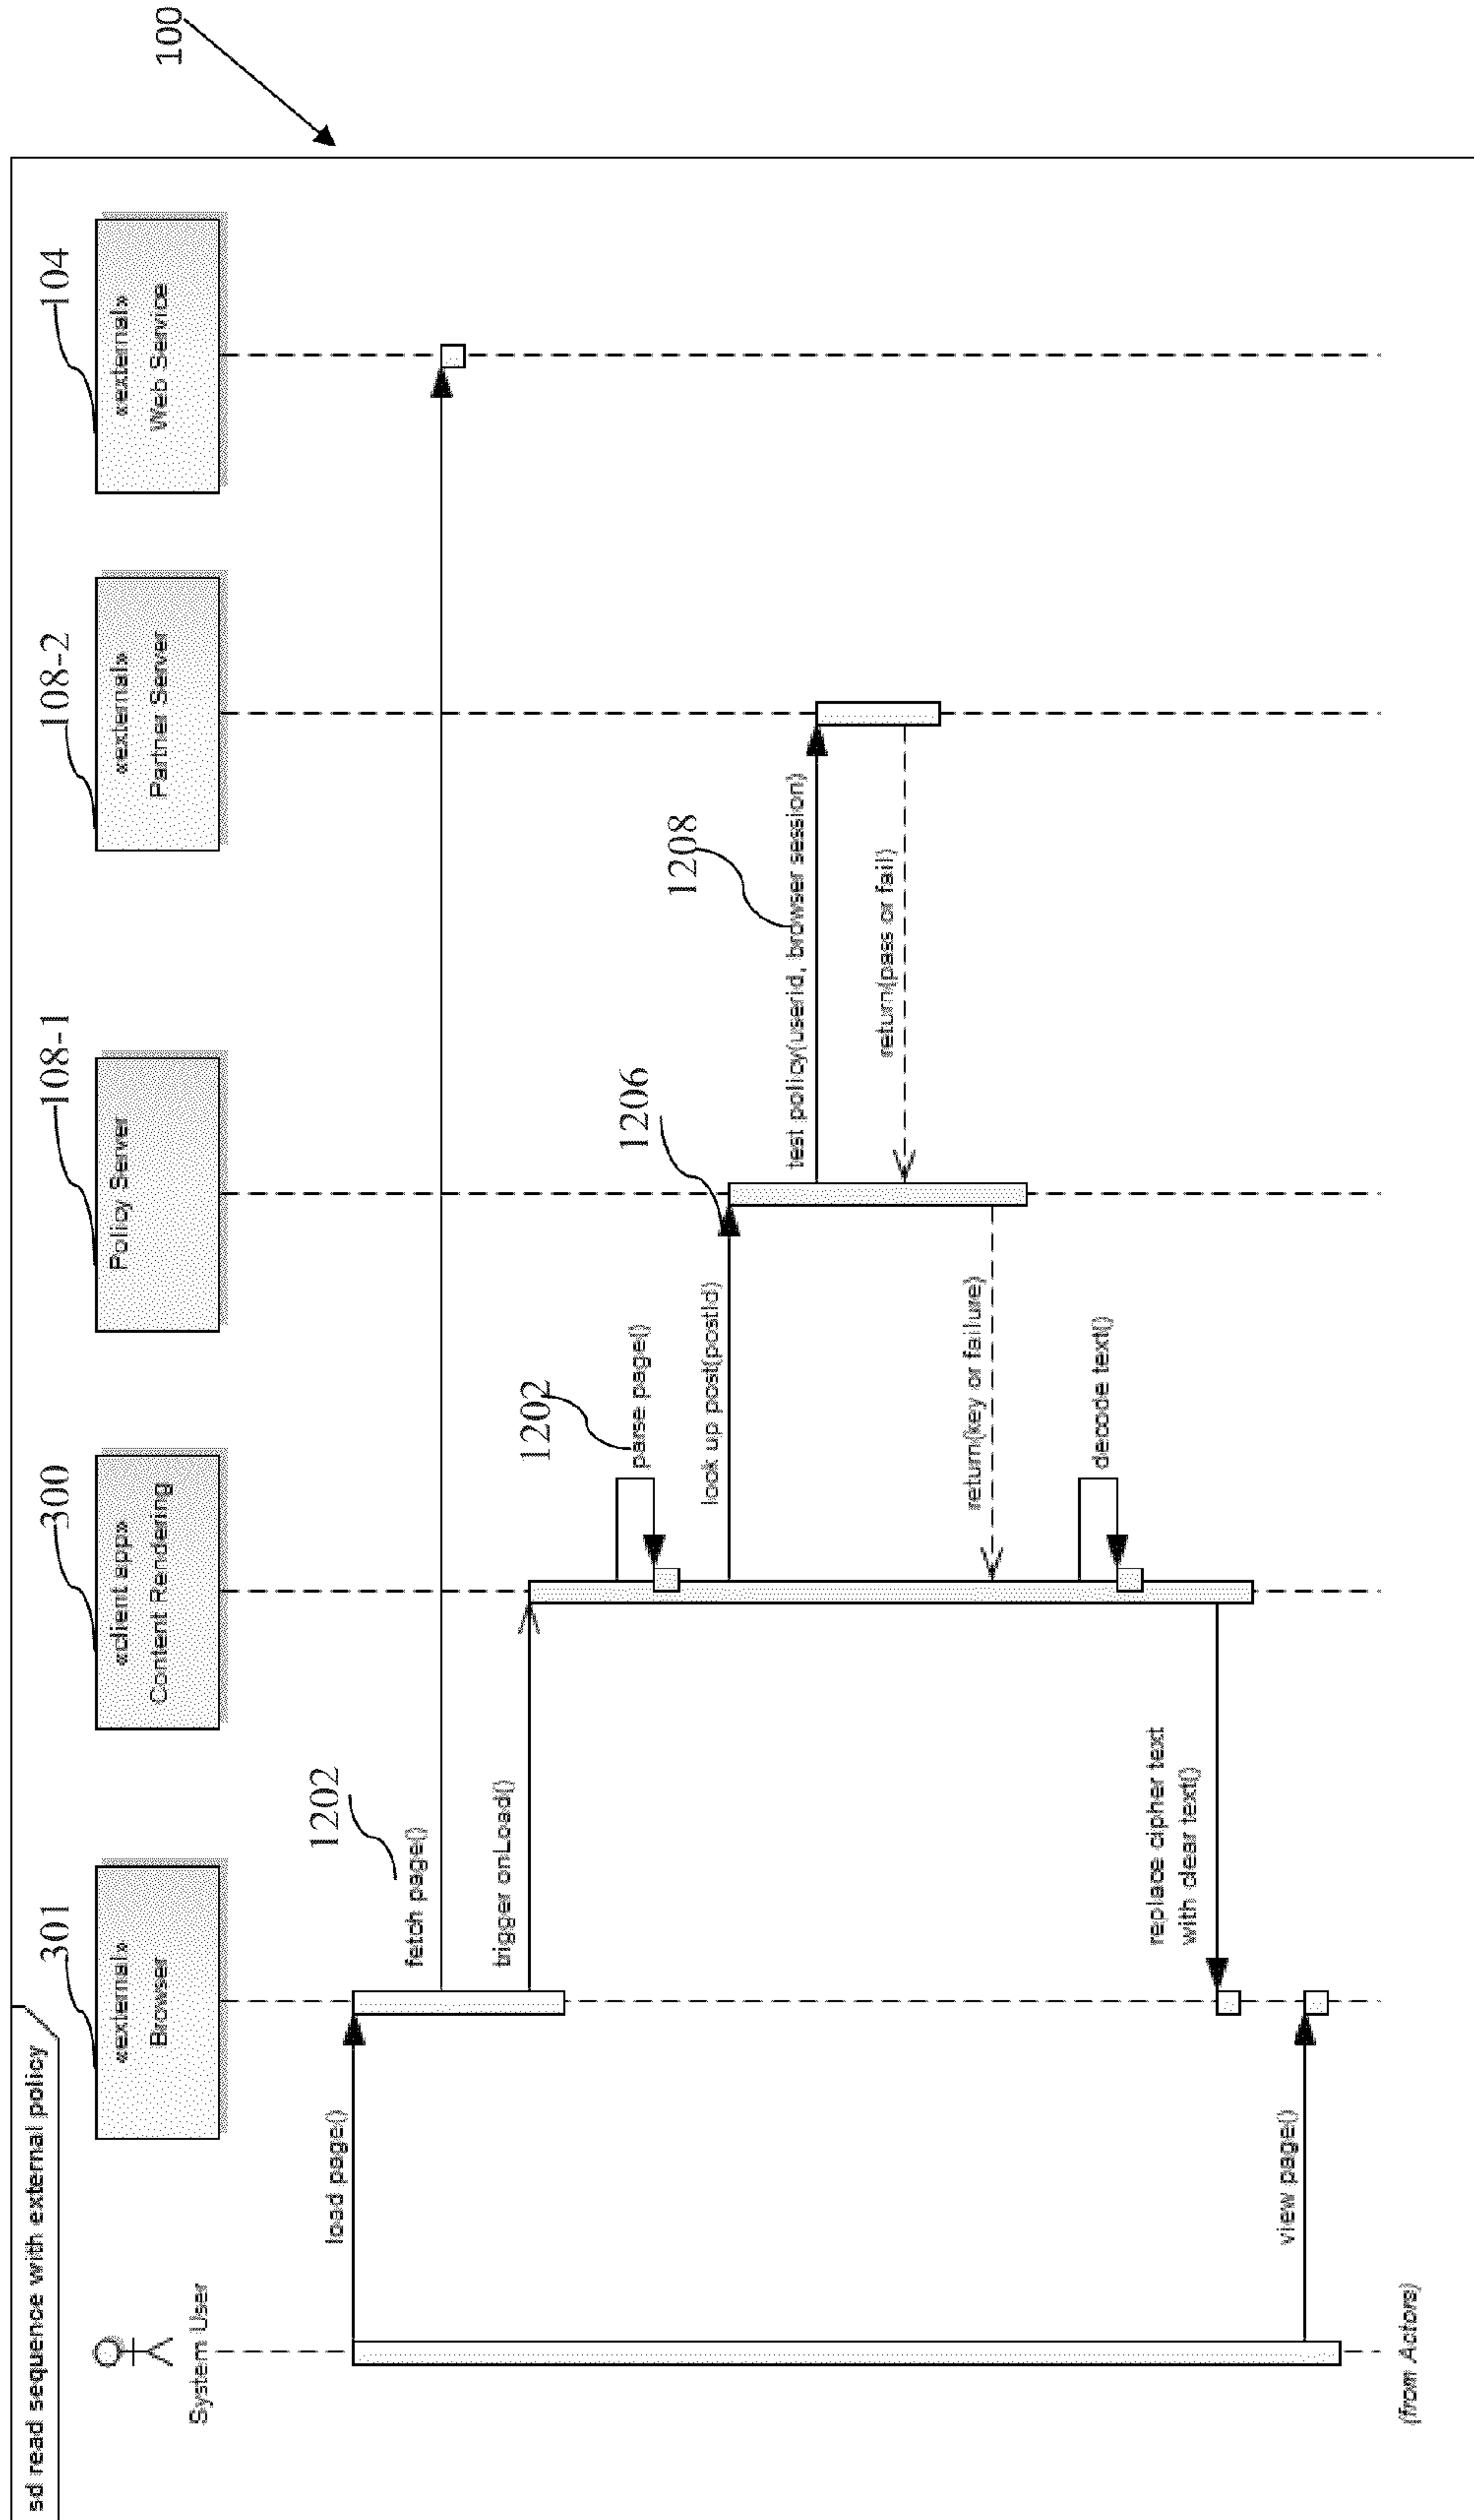 100
sd read sequence with external policy
System User
301
«external»
Browser
300
«client app»
Content Rendering
108-1
Policy Server
108-2
«external»
Partner Server
104
«external»
Web Service
load page()
1202
fetch page()
trigger onLoad()
1202
parse page()
1206
look up post(postId)
1208
test policy(userid, browser session)
return(pass or fail)
return(key or failure)
decode text()
replace cipher text
with clear text()
view page()
(from Actors)